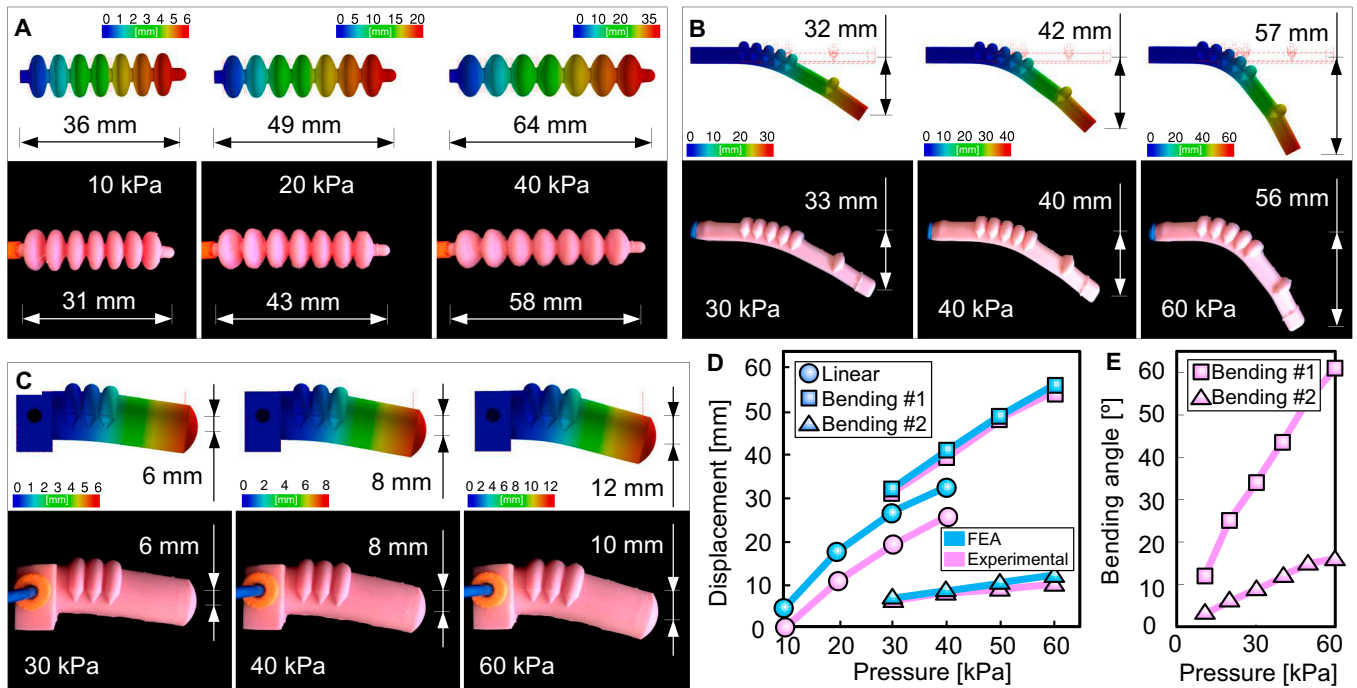 A
0 1 2 3 4 5 6
[mm]
0 5 10 15 20
[mm]
0 10 20 35
[mm]
36 mm
49 mm
64 mm
10 kPa
20 kPa
40 kPa
31 mm
43 mm
58 mm
B
32 mm
42 mm
57 mm
0 10 20 30
[mm]
0 10 20 30 40
[mm]
0 20 40 60
[mm]
33 mm
40 mm
56 mm
30 kPa
40 kPa
60 kPa
C
6 mm
8 mm
12 mm
0 1 2 3 4 5 6
[mm]
0 2 4 6 8
[mm]
0 2 4 6 8 10 12
[mm]
6 mm
8 mm
10 mm
30 kPa
40 kPa
60 kPa
D
Linear
Bending #1
Bending #2
FEA
Experimental
Displacement [mm]
60
50
40
30
20
10
0
10 20 30 40 50 60
Pressure [kPa]
E
Bending #1
Bending #2
Bending angle [º]
60
50
40
30
20
10
0
0 10 30 60
Pressure [kPa]